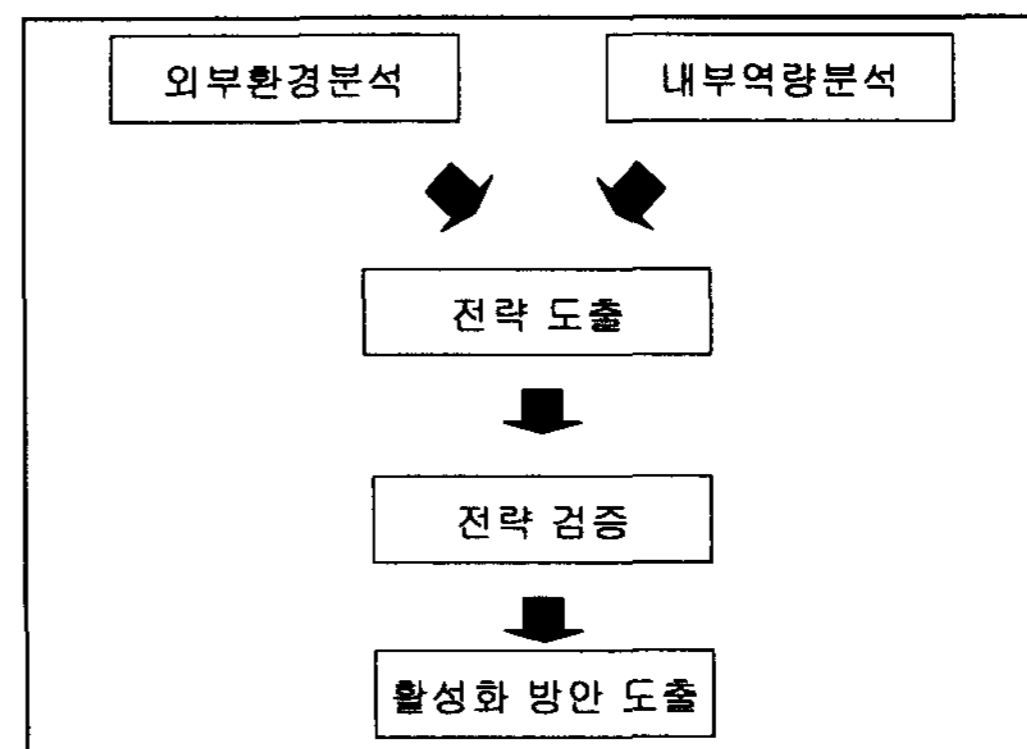 외부환경분석
내부역량분석
전략 도출
전략 검증
활성화 방안 도출